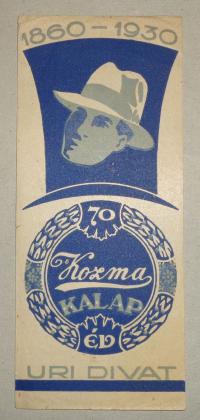 1860-1930
70
Kozma
KALAP
ÉV
URI DIVAT